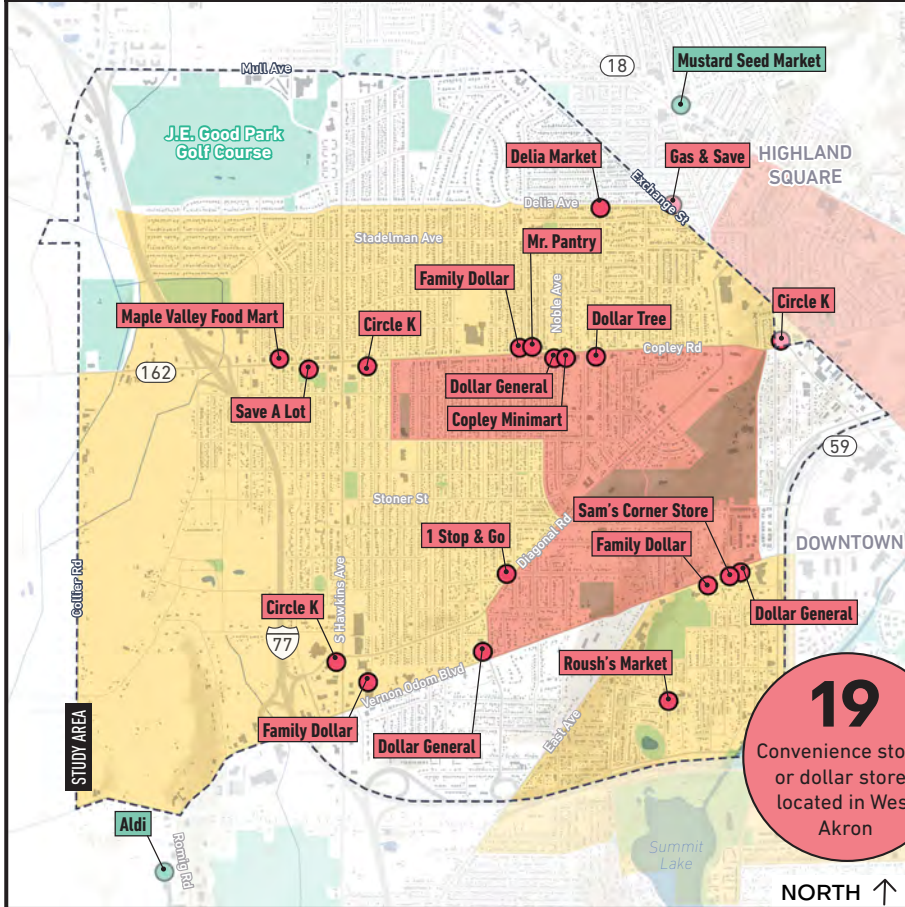 Mull Ave
18
Mustard Seed Market
J.E. Good Park
Golf Course
Delia Market
Gas & Save
HIGHLAND
SQUARE
Exchange St
Delia Ave
Stadelman Ave
Mr. Pantry
Family Dollar
Noble Ave
Maple Valley Food Mart
Circle K
Dollar Tree
Circle K
Copley Rd
162
Dollar General
Save A Lot
Copley Minimart
59
Stoner St
Sam's Corner Store
1 Stop & Go
Diagonal Rd
Family Dollar
DOWNTOWN
Collier Rd
S Hawkins Ave
Circle K
Dollar General
77
Roush's Market
Vernon Odom Blvd
19
Convenience sto
or dollar store
located in Wes
Akron
Family Dollar
Dollar General
East Ave
STUDY AREA
Aldi
Romig Rd
Summit
Lake
NORTH ↑